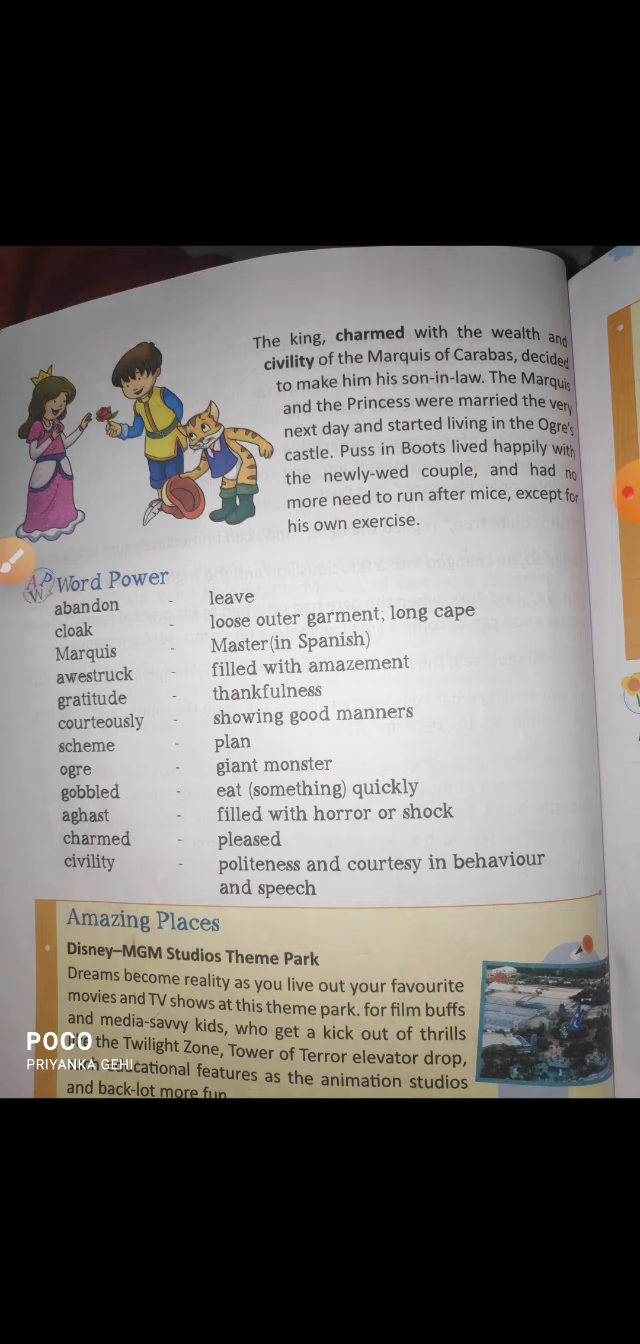 The king, charmed with the wealth and
civility of the Marquis of Carabas, decided
to make him his son-in-law. The Marquis
and the Princess were married the very
next day and started living in the Ogre's
castle. Puss in Boots lived happily with
the newly-wed couple, and had no
more need to run after mice, except for
his own exercise.
APW Word Power
abandon - leave
cloak - loose outer garment, long cape
Marquis - Master(in Spanish)
awestruck - filled with amazement
gratitude - thankfulness
courteously - showing good manners
scheme - plan
ogre - giant monster
gobbled - eat (something) quickly
aghast - filled with horror or shock
charmed - pleased
civility - politeness and courtesy in behaviour
and speech
Amazing Places
Disney–MGM Studios Theme Park
Dreams become reality as you live out your favourite
movies and TV shows at this theme park. for film buffs
and media-savvy kids, who get a kick out of thrills
the Twilight Zone, Tower of Terror elevator drop,
educational features as the animation studios
and back-lot more fun
POCO
PRIYANKA GEHI